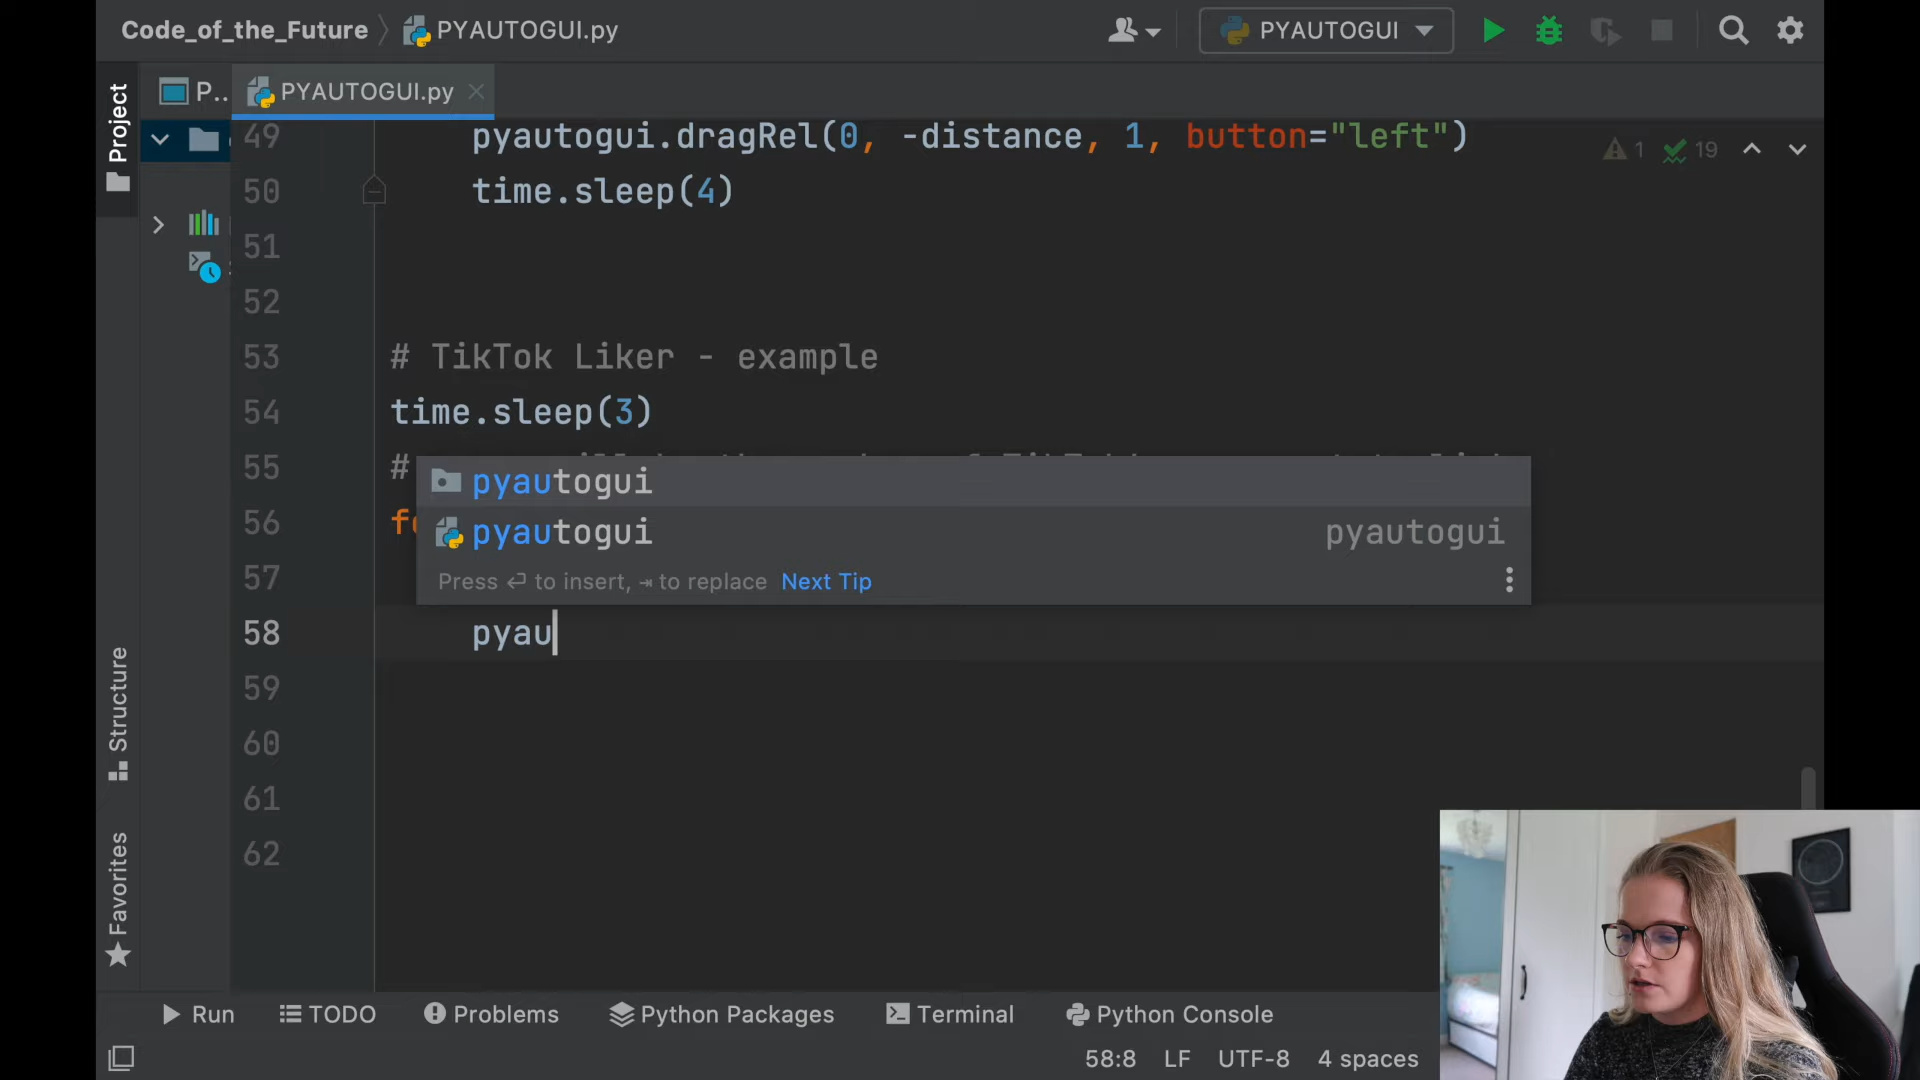 Code_of_the_Future
PYAUTOGUI.py
PYAUTOGUI
P..
PYAUTOGUI.py
Project
Structure
Favorites
1
19
49 pyautogui.dragRel(0, -distance, 1, button="left")
50 time.sleep(4)
51
52
53 # TikTok Liker - example
54 time.sleep(3)
55 #
pyautogui
56
pyautogui pyautogui
57
Press ⏎ to insert, ⇥ to replace Next Tip
58 pyau
59
60
61
62
Run
TODO
Problems
Python Packages
Terminal
Python Console
58:8 LF UTF-8 4 spaces